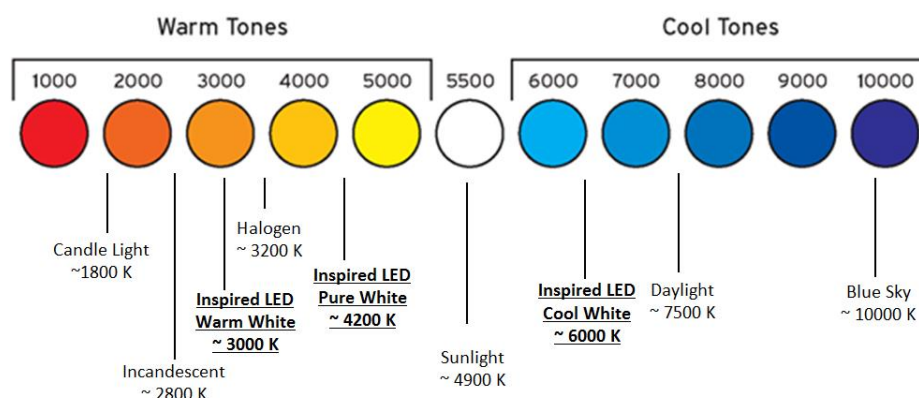 Warm Tones
Cool Tones
1000 2000 3000 4000 5000 5500 6000 7000 8000 9000 10000
Candle Light
~1800 K
Incandescent
~ 2800 K
Inspired LED
Warm White
~ 3000 K
Halogen
~ 3200 K
Inspired LED
Pure White
~ 4200 K
Sunlight
~ 4900 K
Inspired LED
Cool White
~ 6000 K
Daylight
~ 7500 K
Blue Sky
~ 10000 K